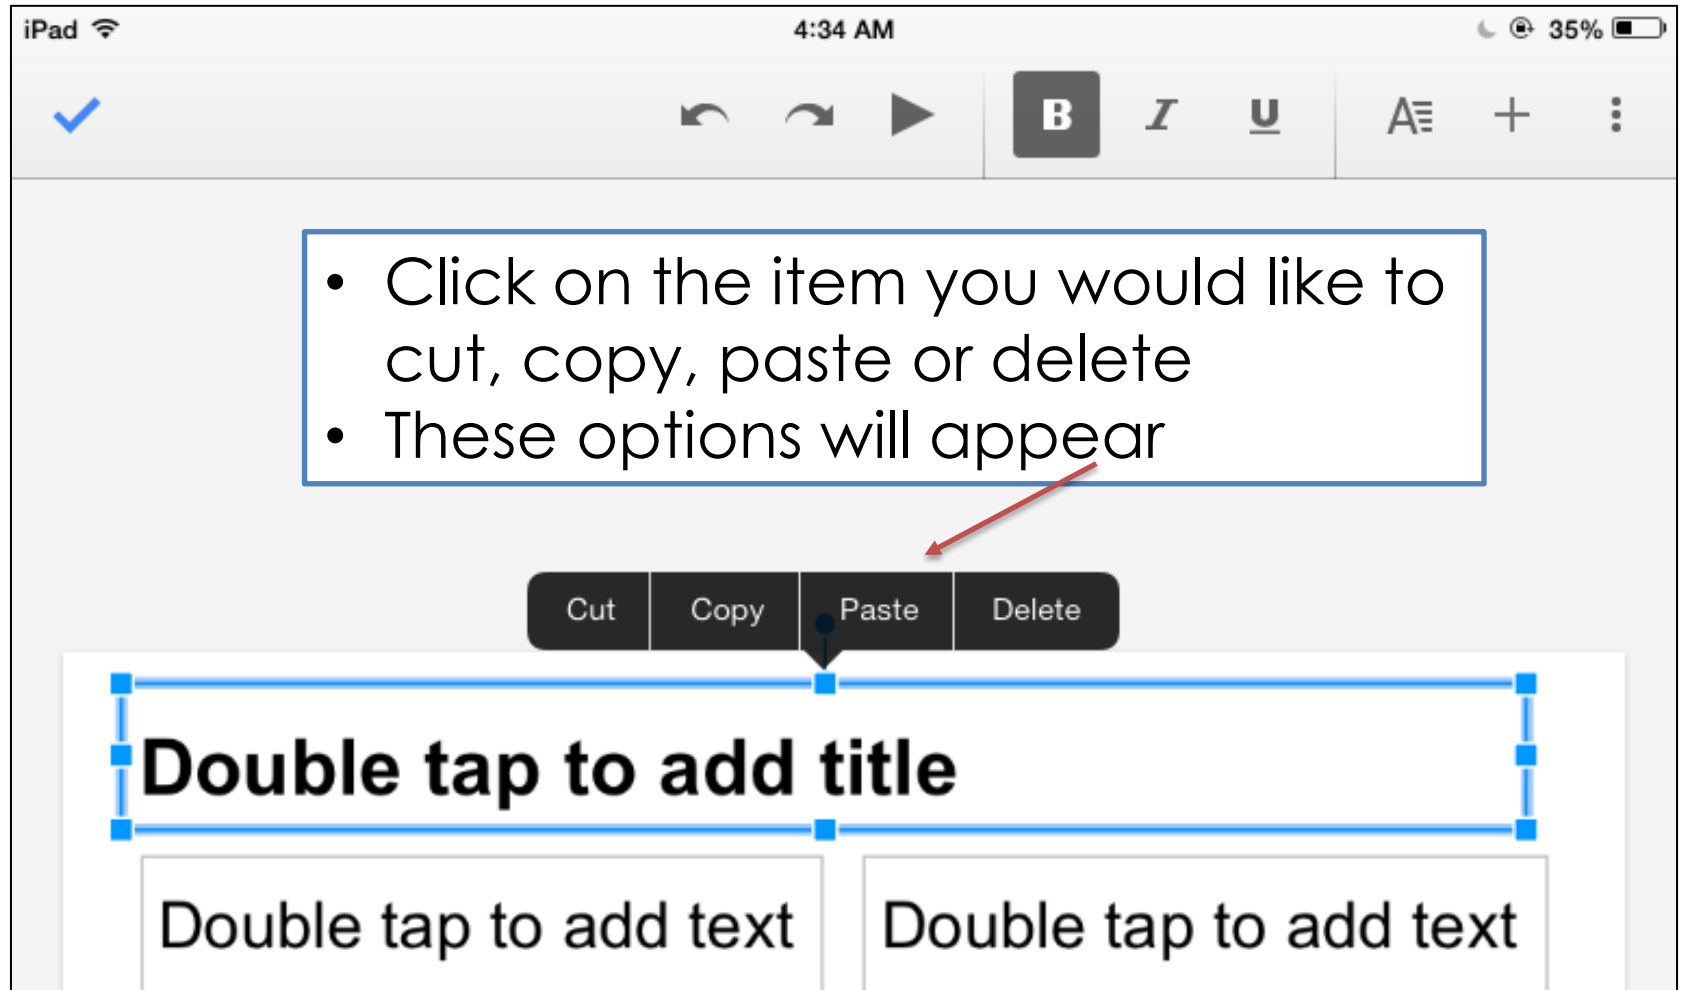 iPad 4:34 AM 35%
B I U A
• Click on the item you would like to
cut, copy, paste or delete
• These options will appear
Cut Copy Paste Delete
Double tap to add title
Double tap to add text Double tap to add text